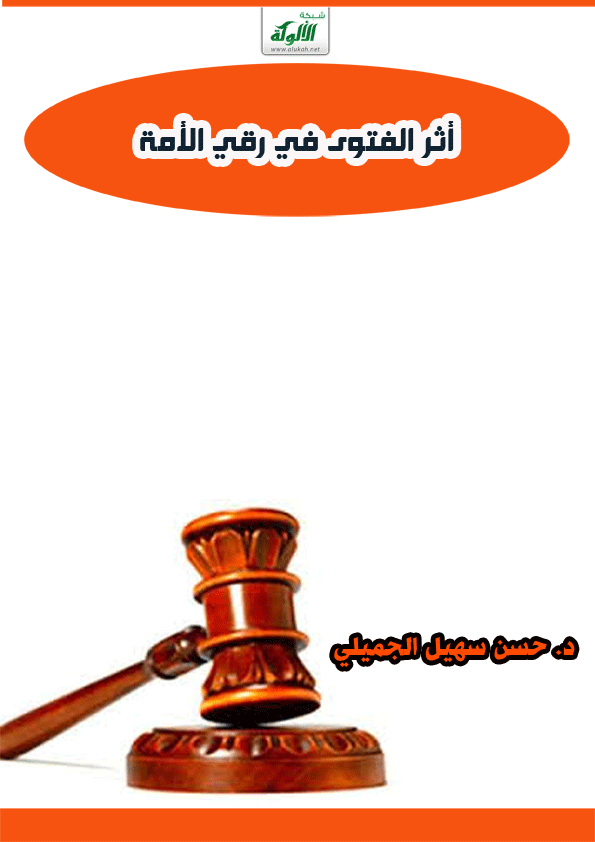 شبكة
الألوكة
www.alukah.net
أثر الفتوى في رقي الأمة
د. حسن سهيل الجميلي